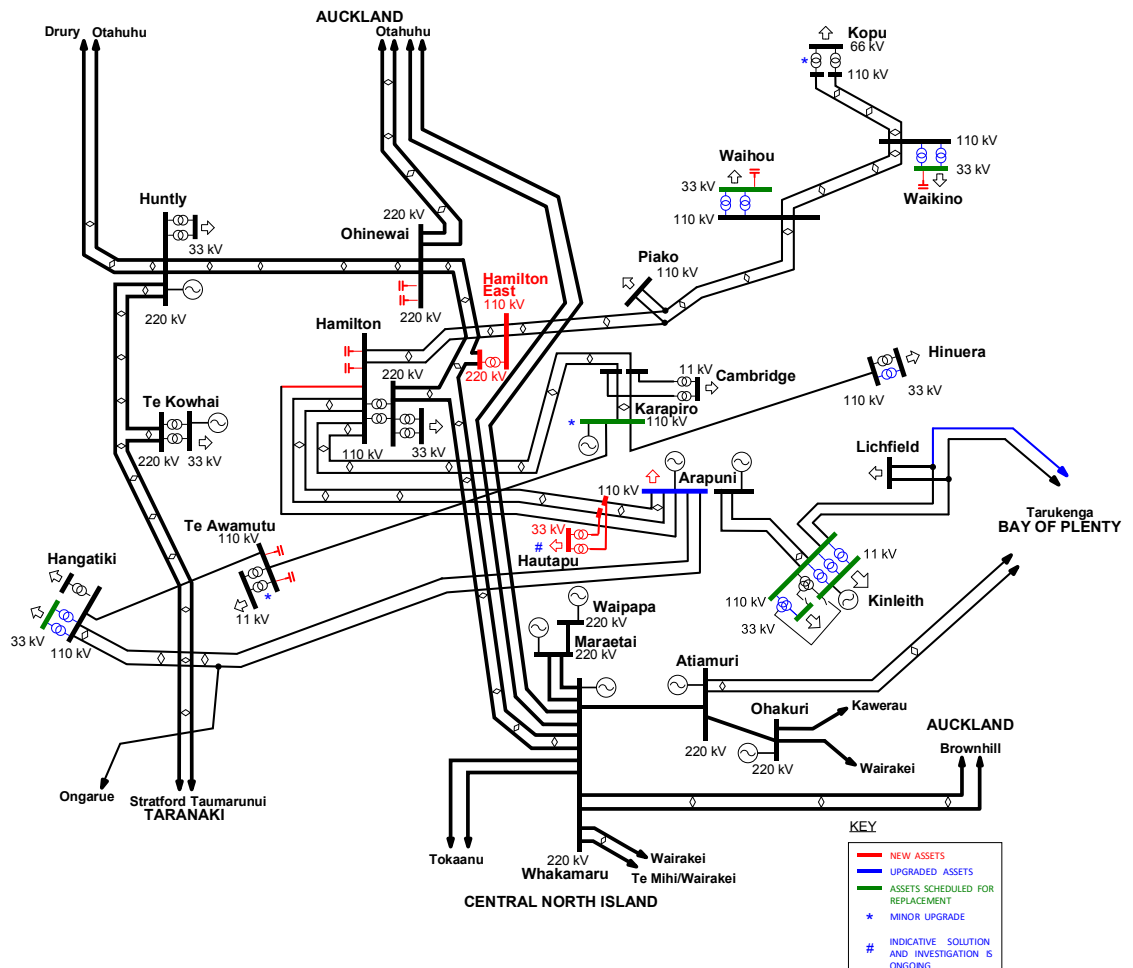 AUCKLAND
Drury
Otahuhu
Otahuhu
Kopu
66 kV
*
110 kV
110 kV
33 kV
Waikino
Waihou
33 kV
110 kV
Huntly
33 kV
220 kV
220 kV
Ohinewai
220 kV
Piako
110 kV
Hamilton
East
110 kV
220 kV
Hamilton
220 kV
110 kV
33 kV
11 kV
Cambridge
Karapiro
110 kV
*
Hinuera
110 kV
33 kV
Te Kowhai
220 kV
33 kV
Lichfield
Arapuni
110 kV
33 kV
#
Hautapu
Tarukenga
BAY OF PLENTY
Te Awamutu
110 kV
*
11 kV
Hangatiki
33 kV
110 kV
11 kV
110 kV
Kinleith
33 kV
Waipapa
220 kV
Maraetai
220 kV
Atiamuri
220 kV
Ohakuri
220 kV
Kawerau
Wairakei
AUCKLAND
Brownhill
Ongarue
Stratford Taumarunui
TARANAKI
Tokaanu
220 kV
Whakamaru
Wairakei
Te Mihi/Wairakei
CENTRAL NORTH ISLAND
KEY
NEW ASSETS
UPGRADED ASSETS
ASSETS SCHEDULED FOR
REPLACEMENT
* MINOR UPGRADE
# INDICATIVE SOLUTION
AND INVESTIGATION IS
ONGOING